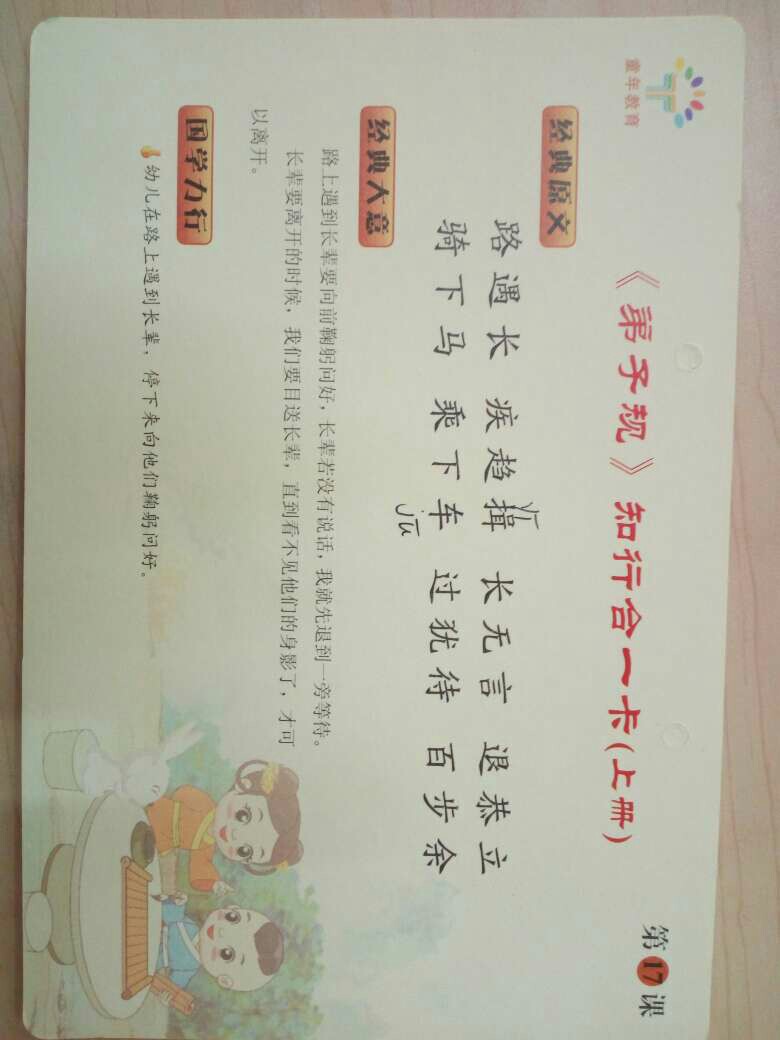 童年教育
《弟子规》知行合一卡(上册)
第17课
经典原文
路遇长 疾趋揖 长无言 退恭立
yī
骑下马 乘下车 过犹待 百步余
jū
经典大意
路上遇到长辈要向前鞠躬问好，长辈若没有说话，我就先退到一旁等待。
长辈要离开的时候，我们要目送长辈，直到看不见他们的身影了，才可
以离开。
国学力行
幼儿在路上遇到长辈，停下来向他们鞠躬问好。